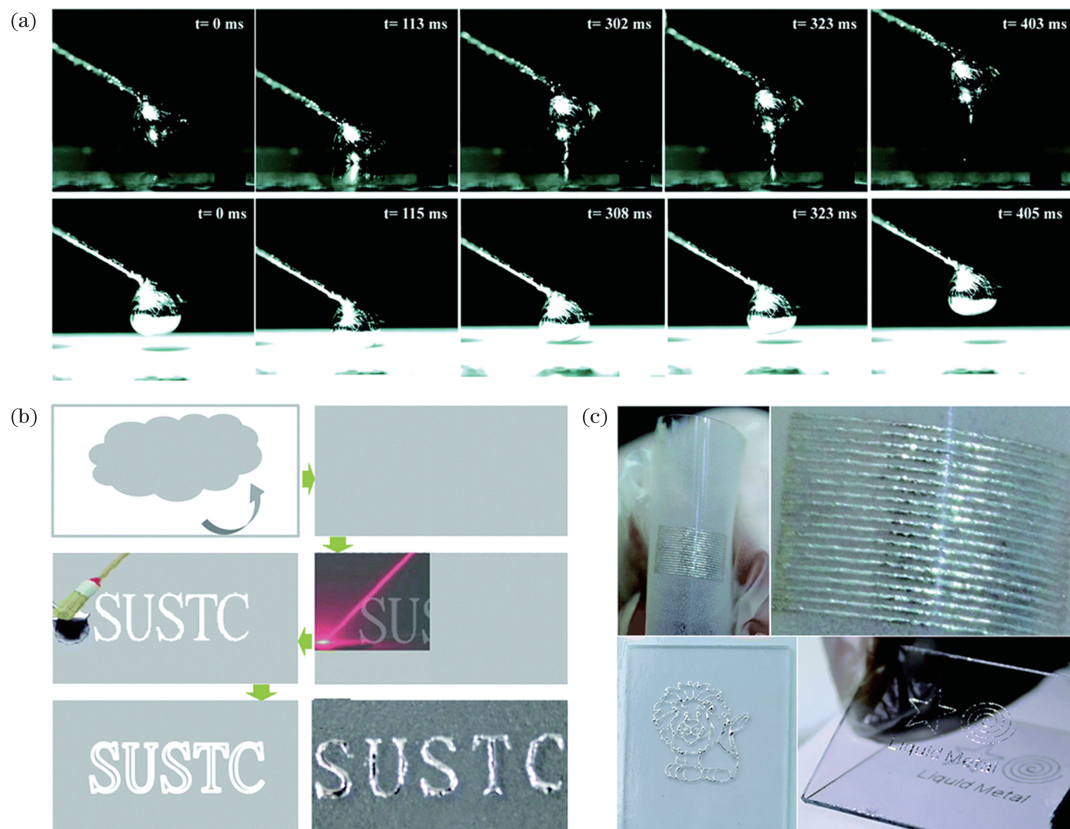 (a)
t= 0 ms
t= 113 ms
t= 302 ms
t= 323 ms
t= 403 ms
t= 0 ms
t= 115 ms
t= 308 ms
t= 323 ms
t= 405 ms
(b)
(c)
SUSTC
SUS
SUSTC
SUSTC
Liquid Metal
Liquid Metal